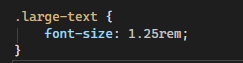 .large-text {
    font-size: 1.25rem;
}